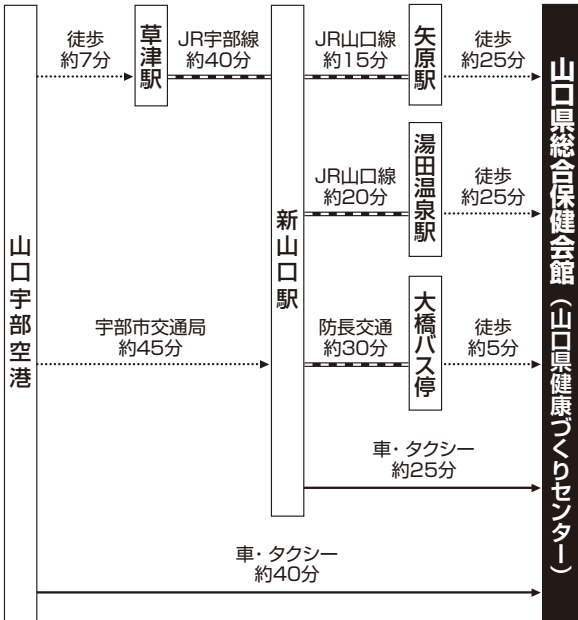 山口宇部空港
徒歩
約7分
草津駅
JR宇部線
約40分
新山口駅
JR山口線
約15分
矢原駅
徒歩
約25分
JR山口線
約20分
湯田温泉駅
徒歩
約25分
宇部市交通局
約45分
防長交通
約30分
大橋バス停
徒歩
約5分
車・タクシー
約25分
車・タクシー
約40分
山口県総合保健会館（山口県健康づくりセンター）